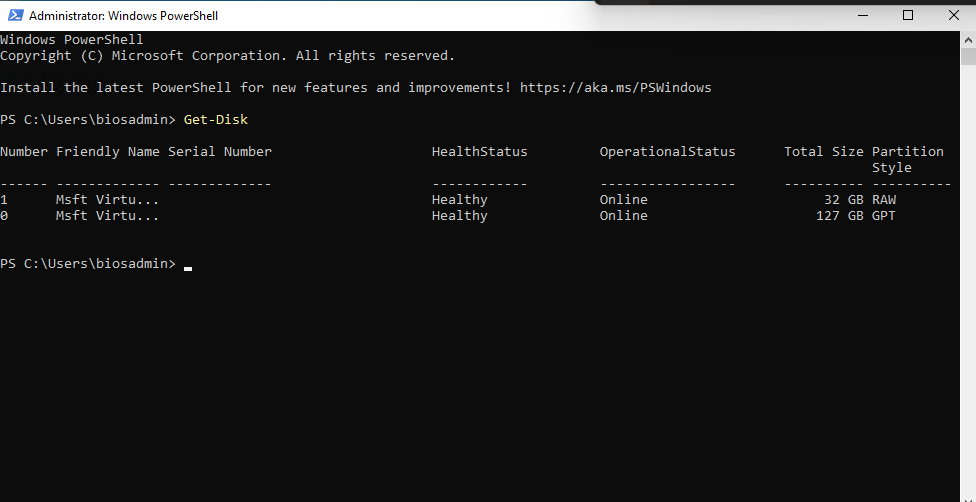 Administrator: Windows PowerShell
Windows PowerShell
Copyright (C) Microsoft Corporation. All rights reserved.
Install the latest PowerShell for new features and improvements! https://aka.ms/PSWindows
PS C:\Users\biosadmin> Get-Disk
Number Friendly Name Serial Number                    HealthStatus         OperationalStatus      Total Size Partition
                                                                                                             Style
------ ------------- -------------                    ------------         -----------------      ---------- ----------
1      Msft Virtu...                                  Healthy              Online                      32 GB RAW
0      Msft Virtu...                                  Healthy              Online                     127 GB GPT
PS C:\Users\biosadmin>